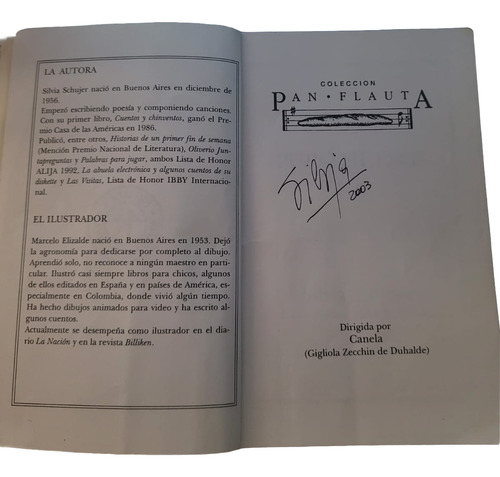 LA AUTORA
Silvia Schujer nació en Buenos Aires en diciembre de
1956.
Empezó escribiendo poesía y componiendo canciones.
Con su primer libro, Cuentos y chinventos, ganó el Pre-
mio Casa de las Américas en 1986.
Publicó, entre otros, Historias de un primer fin de semana
(Mención Premio Nacional de Literatura), Oliverio Jun-
tapreguntas y Palabras para jugar, ambos Lista de Honor
ALIJA 1992, La abuela electrónica y algunos cuentos de su
diskette y Las Visitas, Lista de Honor IBBY Internacio-
nal.
EL ILUSTRADOR
Marcelo Elizalde nació en Buenos Aires en 1953. Dejó
la agronomía para dedicarse por completo al dibujo.
Aprendió solo, no reconoce a ningún maestro en parti-
cular. Ilustró casi siempre libros para chicos, algunos
de ellos editados en España y en países de América, es-
pecialmente en Colombia, donde vivió algún tiempo.
Ha hecho dibujos animados para video y ha escrito al-
gunos cuentos.
Actualmente se desempeña como ilustrador en el dia-
rio La Nación y en la revista Billiken.
COLECCION
PAN·FLAUTA
Silvia
2003
Dirigida por
Canela
(Gigliola Zecchin de Duhalde)